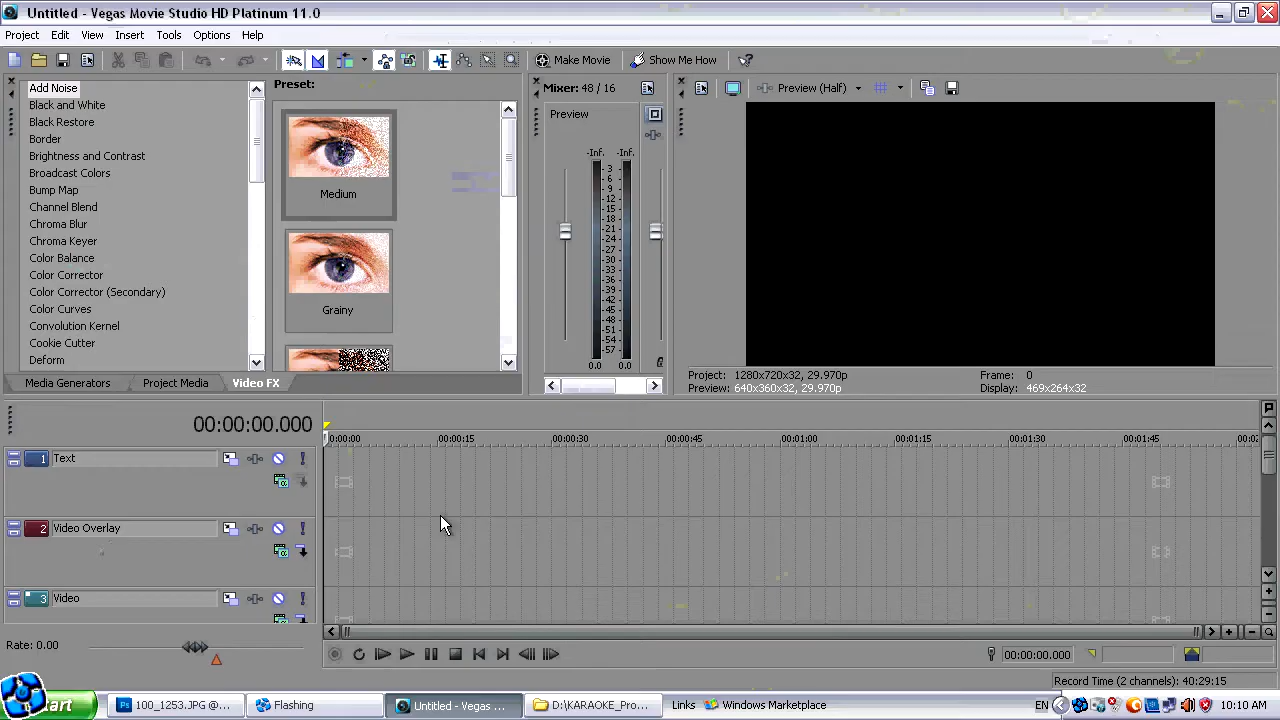 Untitled - Vegas Movie Studio HD Platinum 11.0
Project Edit View Insert Tools Options Help
Make Movie Show Me How
Add Noise
Black and White
Black Restore
Border
Brightness and Contrast
Broadcast Colors
Bump Map
Channel Blend
Chroma Blur
Color Balance
Color Corrector
Color Corrector (Secondary)
Color Curves
Convolution Kernel
Cookie Cutter
Preset:
Medium
Grainy
Media Generators Project Media Video FX
Mixer: 48 / 16
Preview
-Inf. -Inf.
3
6
9
12
15
18
21
24
27
30
33
36
39
42
45
48
51
54
57
0.0 0.0
Preview (Half)
Project: 1280x720x32, 29.970p Frame: 0
Preview: 640x360x32, 29.970p Display: 469x264x32
00:00:00.000
0:00:00 00:00:15 00:00:30 00:00:45 00:01:00 00:01:15 00:01:30 00:01:45 00:02
1 Text
2 Video Overlay
3 Video
Rate: 0.00
00:00:00.000
Record Time (2 channels): 40:29:15
start 100_1253.JPG @... Flashing Untitled - Vegas ... D:\KARAOKE_Pro... Links Windows Marketplace EN 10:10 AM